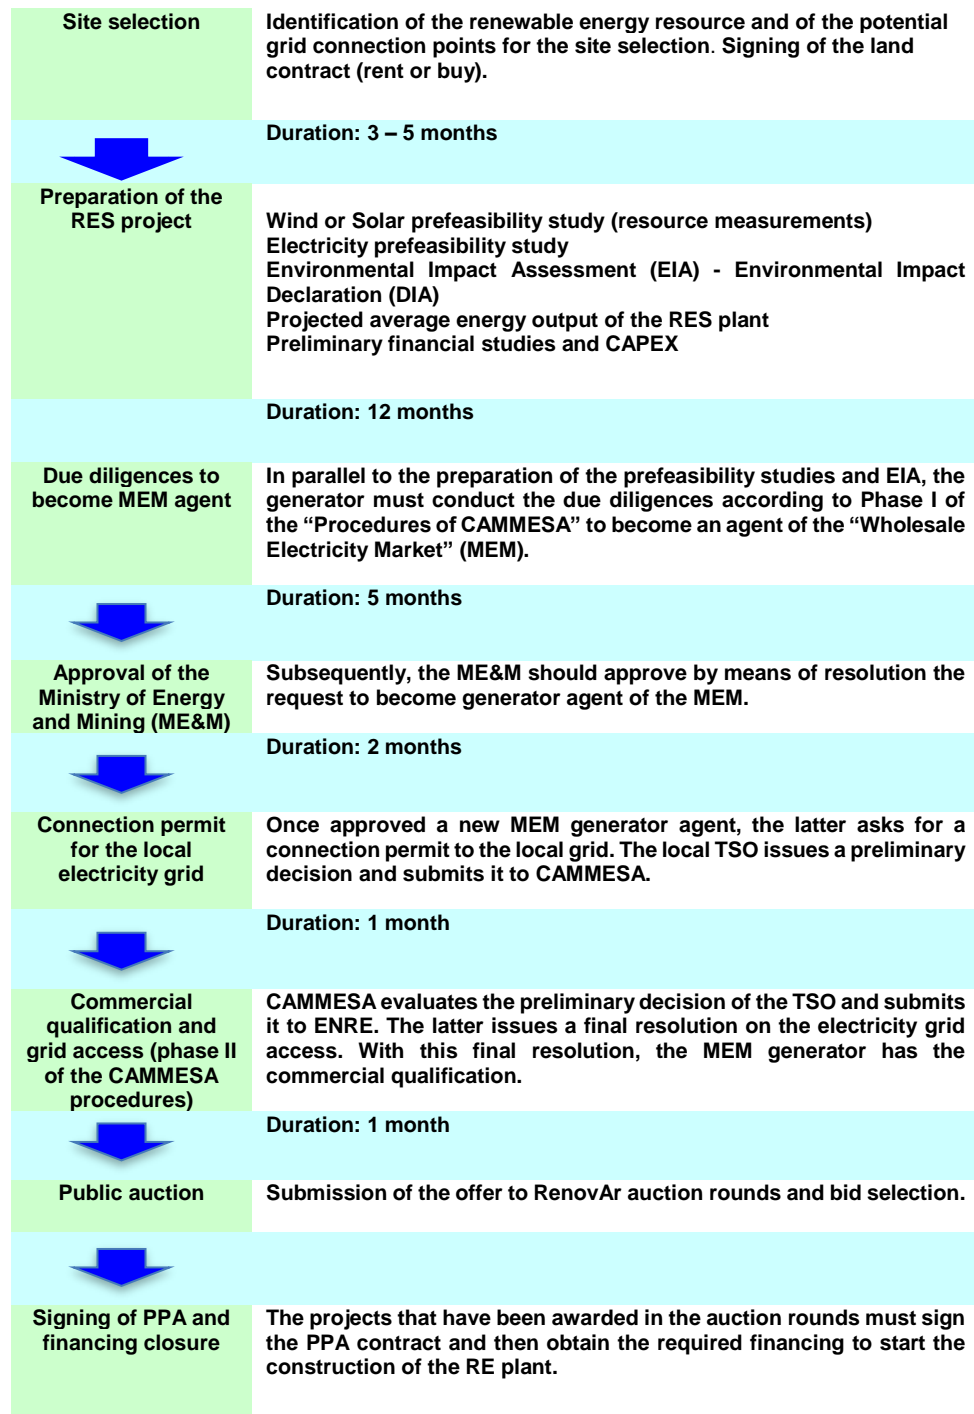 Site selection
Identification of the renewable energy resource and of the potential
grid connection points for the site selection. Signing of the land
contract (rent or buy).
Duration: 3 – 5 months
Preparation of the
RES project
Wind or Solar prefeasibility study (resource measurements)
Electricity prefeasibility study
Environmental Impact Assessment (EIA) - Environmental Impact
Declaration (DIA)
Projected average energy output of the RES plant
Preliminary financial studies and CAPEX
Duration: 12 months
Due diligences to
become MEM agent
In parallel to the preparation of the prefeasibility studies and EIA, the
generator must conduct the due diligences according to Phase I of
the “Procedures of CAMMESA” to become an agent of the “Wholesale
Electricity Market” (MEM).
Duration: 5 months
Approval of the
Ministry of Energy
and Mining (ME&M)
Subsequently, the ME&M should approve by means of resolution the
request to become generator agent of the MEM.
Duration: 2 months
Connection permit
for the local
electricity grid
Once approved a new MEM generator agent, the latter asks for a
connection permit to the local grid. The local TSO issues a preliminary
decision and submits it to CAMMESA.
Duration: 1 month
Commercial
qualification and
grid access (phase II
of the CAMMESA
procedures)
CAMMESA evaluates the preliminary decision of the TSO and submits
it to ENRE. The latter issues a final resolution on the electricity grid
access. With this final resolution, the MEM generator has the
commercial qualification.
Duration: 1 month
Public auction
Submission of the offer to RenovAr auction rounds and bid selection.
Signing of PPA and
financing closure
The projects that have been awarded in the auction rounds must sign
the PPA contract and then obtain the required financing to start the
construction of the RE plant.